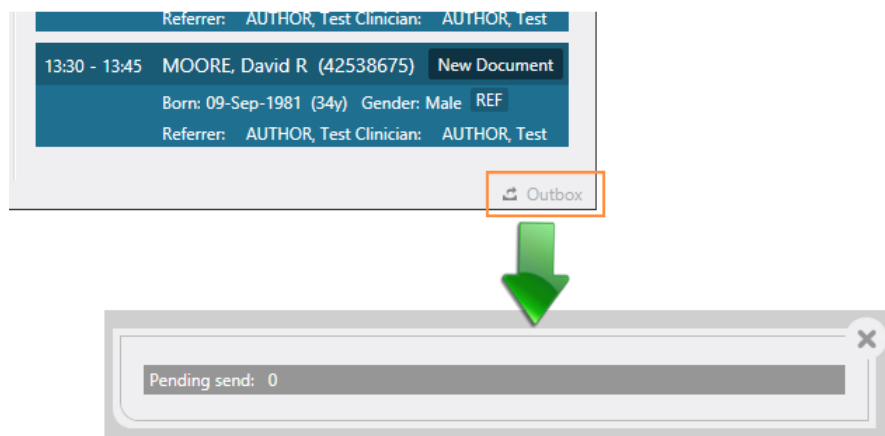 Referrer: AUTHOR, Test Clinician: AUTHOR, Test
13:30 - 13:45 MOORE, David R (42538675) New Document
Born: 09-Sep-1981 (34y) Gender: Male REF
Referrer: AUTHOR, Test Clinician: AUTHOR, Test
Outbox
Pending send: 0